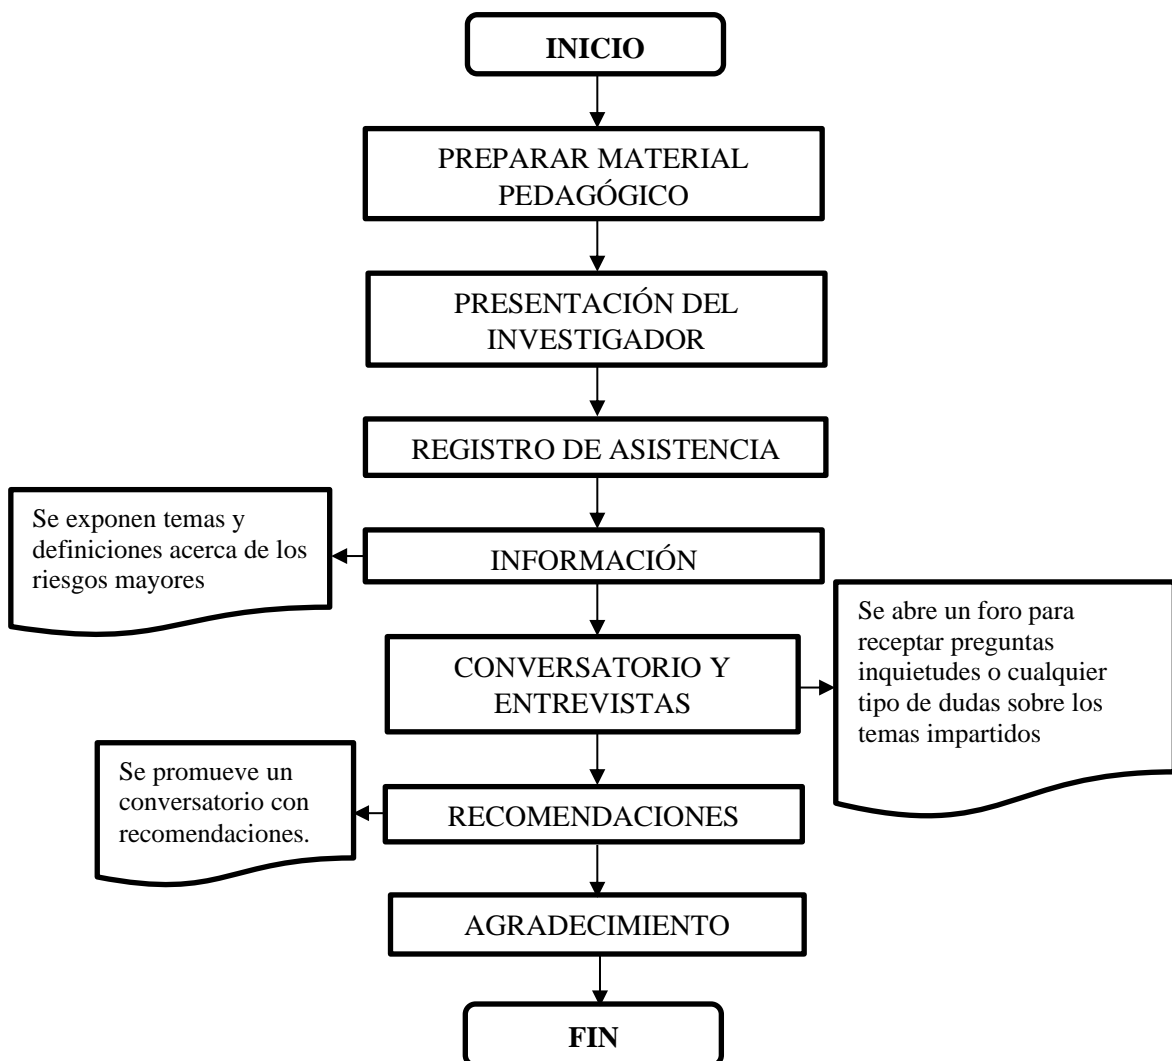 INICIO
PREPARAR MATERIAL
PEDAGÓGICO
PRESENTACIÓN DEL
INVESTIGADOR
REGISTRO DE ASISTENCIA
Se exponen temas y
definiciones acerca de los
riesgos mayores
INFORMACIÓN
CONVERSATORIO Y
ENTREVISTAS
Se abre un foro para
receptar preguntas
inquietudes o cualquier
tipo de dudas sobre los
temas impartidos
Se promueve un
conversatorio con
recomendaciones.
RECOMENDACIONES
AGRADECIMIENTO
FIN